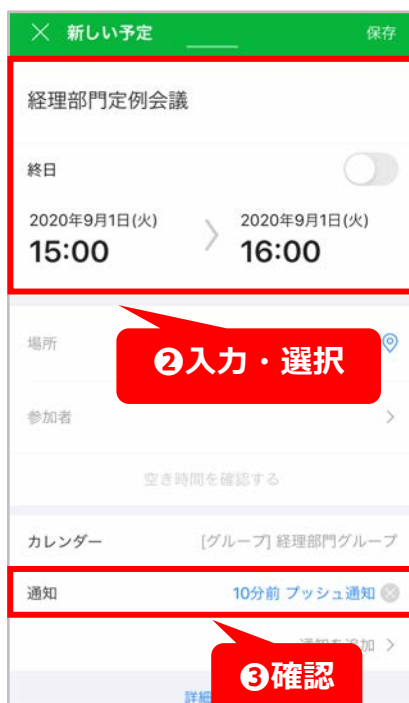 新しい予定 保存
経理部門定例会議
終日
2020年9月1日(火) 2020年9月1日(火)
15:00 16:00
場所
❷入力・選択
参加者
空き時間を確認する
カレンダー [グループ] 経理部門グループ
通知 10分前 プッシュ通知
通知を追加
❸確認
詳細